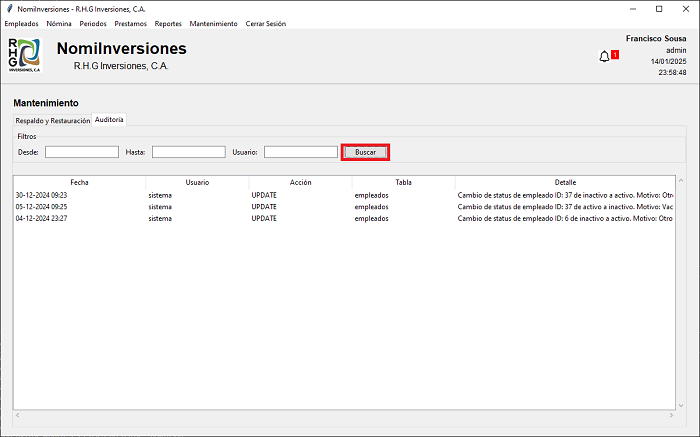 NomiInversiones - R.H.G Inversiones, C.A.
Empleados Nómina Periodos Prestamos Reportes Mantenimiento Cerrar Sesión
RHG
INVERSIONES, C.A
NomiInversiones
R.H.G Inversiones, C.A.
Francisco Sousa
admin
1
14/01/2025
23:58:48
Mantenimiento
Respaldo y Restauración Auditoría
Filtros
Desde: Hasta: Usuario: Buscar
Fecha Usuario Acción Tabla Detalle
30-12-2024 09:23 sistema UPDATE empleados Cambio de status de empleado ID: 37 de inactivo a activo. Motivo: Otro
05-12-2024 09:25 sistema UPDATE empleados Cambio de status de empleado ID: 37 de activo a inactivo. Motivo: Vac
04-12-2024 23:27 sistema UPDATE empleados Cambio de status de empleado ID: 6 de inactivo a activo. Motivo: Otro